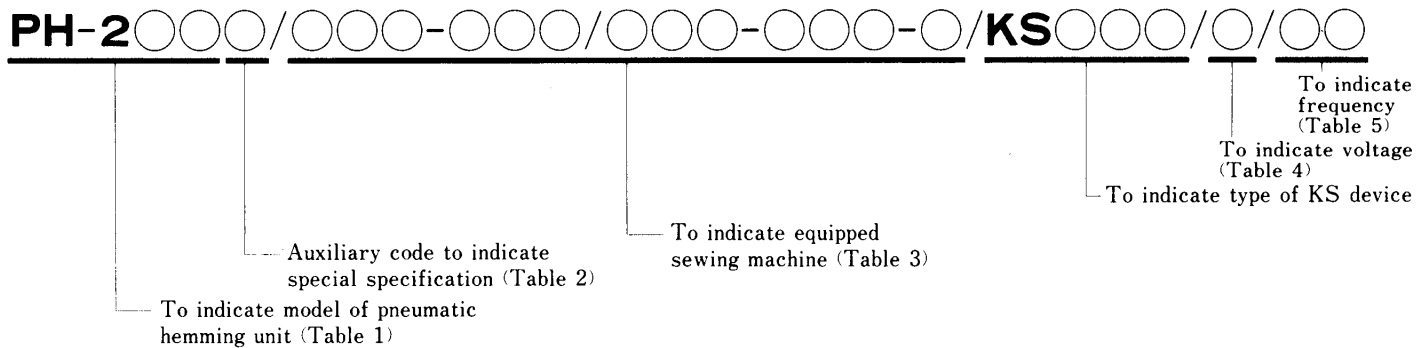 PH-2○○○/○○○-○○○/○○○-○○○-○/KS○○○/○/○○
To indicate
frequency
(Table 5)
To indicate voltage
(Table 4)
To indicate type of KS device
To indicate equipped
sewing machine (Table 3)
Auxiliary code to indicate
special specification (Table 2)
To indicate model of pneumatic
hemming unit (Table 1)